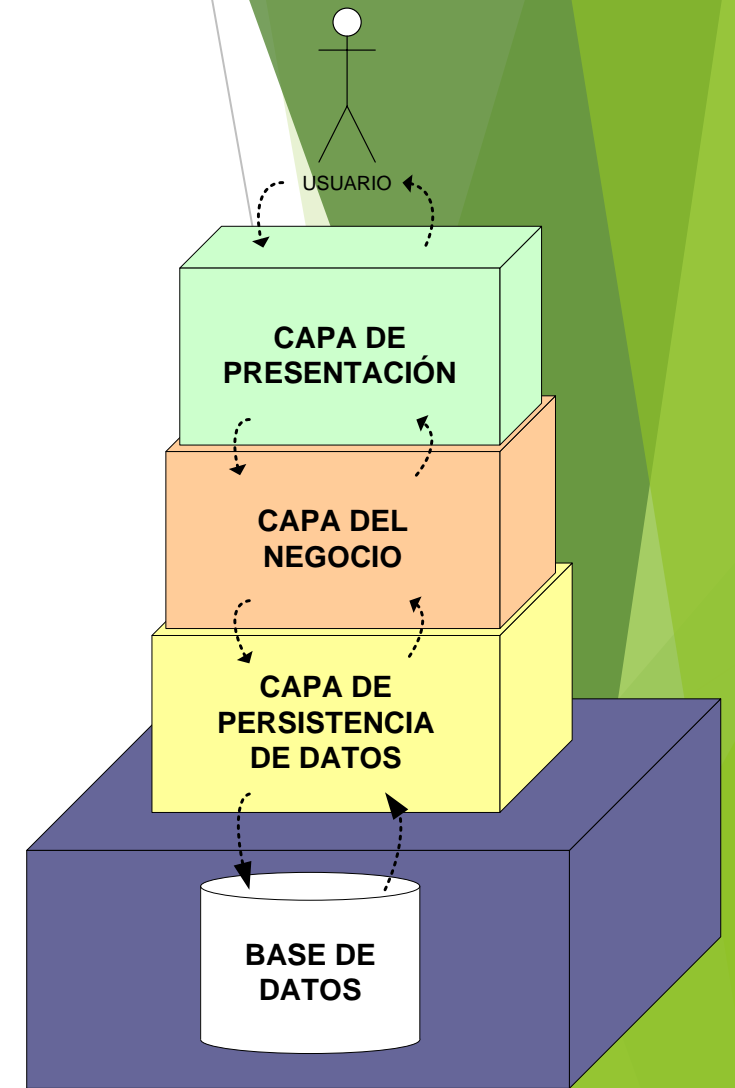 USUARIO
CAPA DE
PRESENTACIÓN
CAPA DEL
NEGOCIO
CAPA DE
PERSISTENCIA
DE DATOS
BASE DE
DATOS